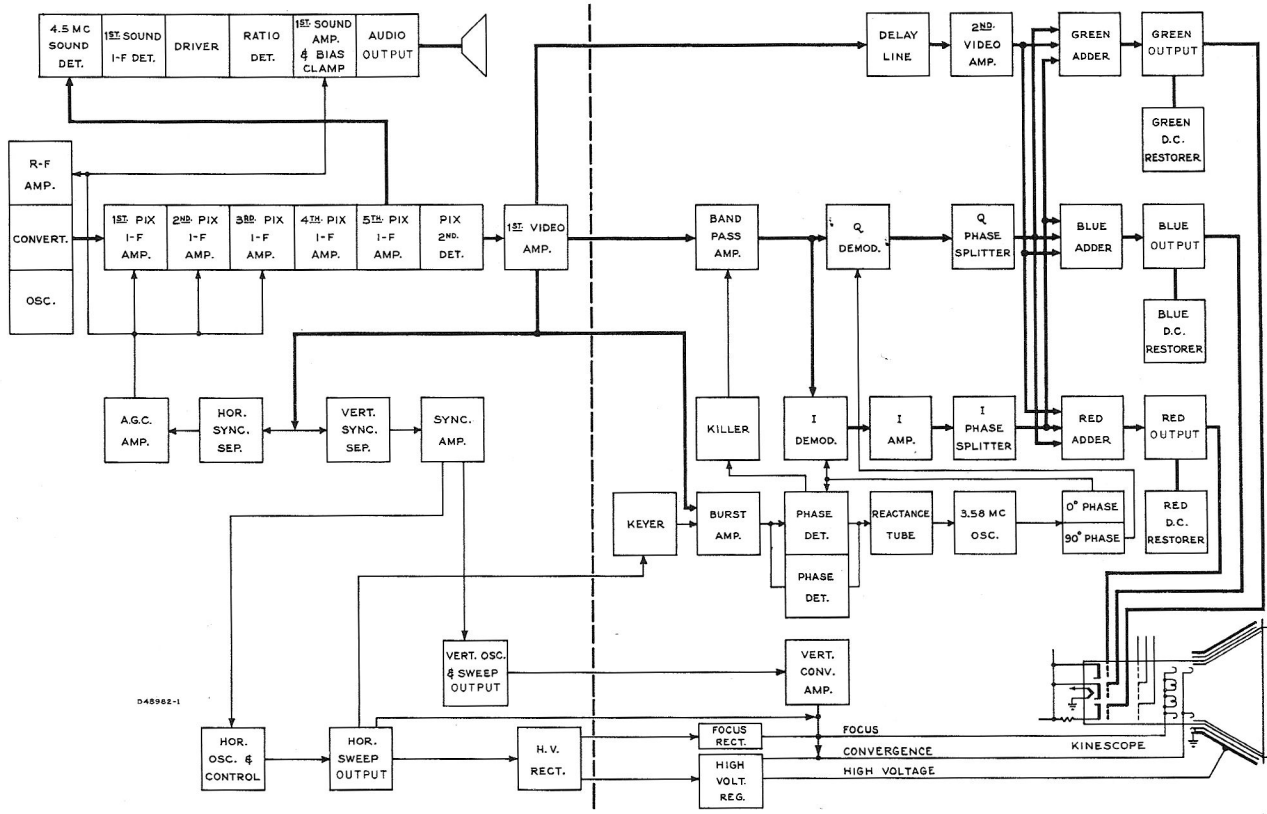 4.5 MC
SOUND
DET.
1ST. SOUND
I-F DET.
DRIVER
RATIO
DET.
1ST. SOUND
AMP.
& BIAS
CLAMP
AUDIO
OUTPUT
DELAY
LINE
2ND.
VIDEO
AMP.
GREEN
ADDER
GREEN
OUTPUT
GREEN
D.C.
RESTORER
R-F
AMP.
CONVERT.
OSC.
1ST. PIX
I-F
AMP.
2ND. PIX
I-F
AMP.
3RD. PIX
I-F
AMP.
4TH. PIX
I-F
AMP.
5TH. PIX
I-F
AMP.
PIX
2ND.
DET.
1ST. VIDEO
AMP.
BAND
PASS
AMP.
Q
DEMOD.
Q
PHASE
SPLITTER
BLUE
ADDER
BLUE
OUTPUT
BLUE
D.C.
RESTORER
A.G.C.
AMP.
HOR.
SYNC.
SEP.
VERT.
SYNC.
SEP.
SYNC.
AMP.
KILLER
I
DEMOD.
I
AMP.
I
PHASE
SPLITTER
RED
ADDER
RED
OUTPUT
KEYER
BURST
AMP.
PHASE
DET.
PHASE
DET.
REACTANCE
TUBE
3.58 MC
OSC.
0° PHASE
90° PHASE
RED
D.C.
RESTORER
VERT. OSC.
& SWEEP
OUTPUT
VERT.
CONV.
AMP.
D48982-1
HOR.
OSC. &
CONTROL
HOR.
SWEEP
OUTPUT
H.V.
RECT.
FOCUS
RECT.
HIGH
VOLT.
REG.
FOCUS
CONVERGENCE
HIGH VOLTAGE
KINESCOPE